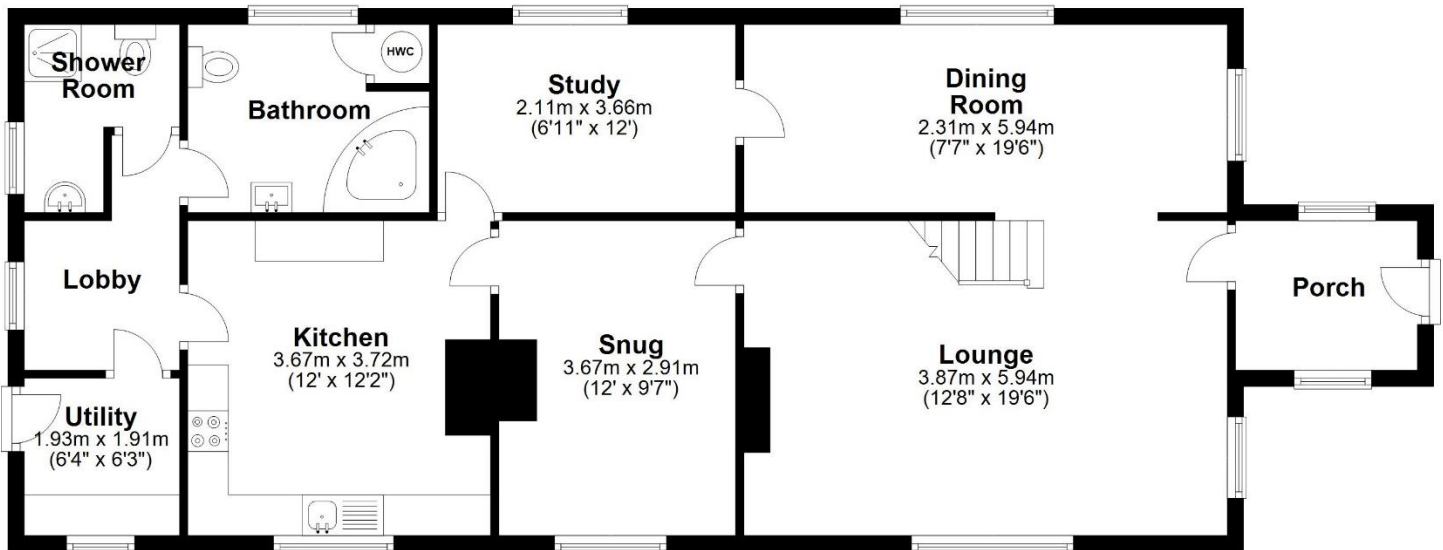 Shower
Room
HWC
Bathroom
Study
2.11m x 3.66m
(6'11" x 12')
Dining
Room
2.31m x 5.94m
(7'7" x 19'6")
Lobby
Kitchen
3.67m x 3.72m
(12' x 12'2")
Snug
3.67m x 2.91m
(12' x 9'7")
Lounge
3.87m x 5.94m
(12'8" x 19'6")
Porch
Utility
1.93m x 1.91m
(6'4" x 6'3")